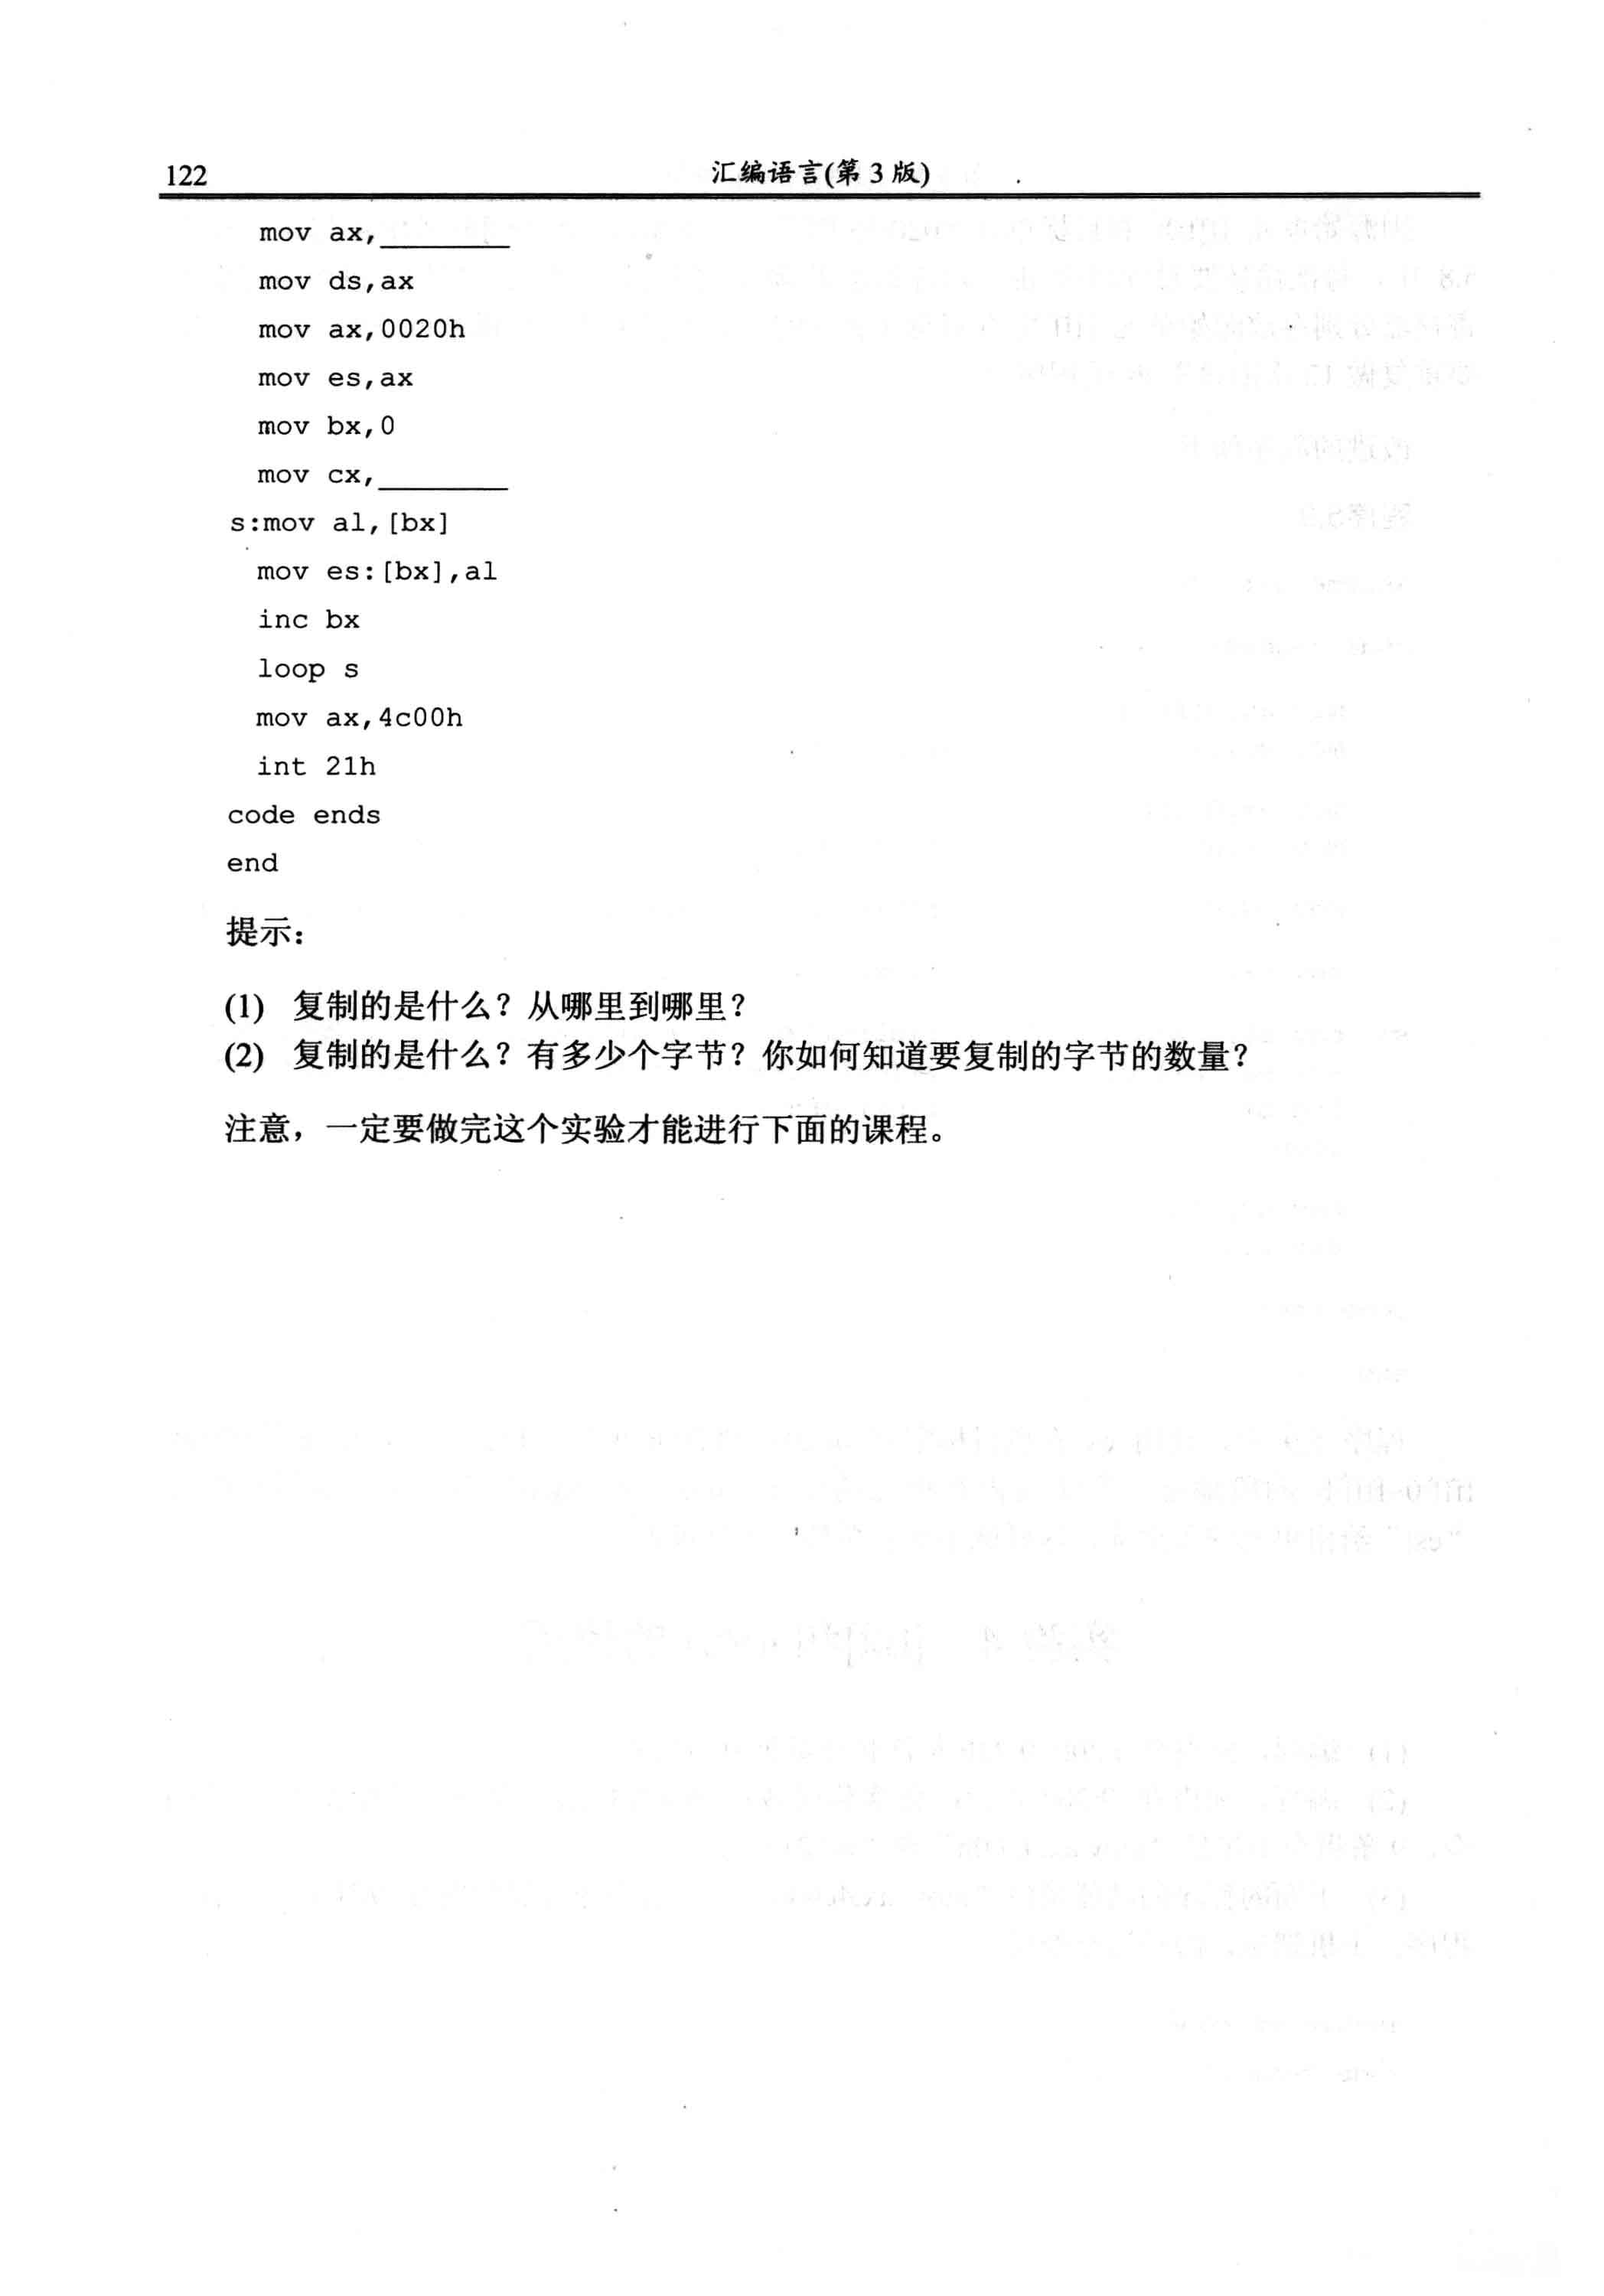 122
汇编语言(第 3 版)
mov ax,________
mov ds,ax
mov ax,0020h
mov es,ax
mov bx,0
mov cx,________
s:mov al,[bx]
mov es:[bx],al
inc bx
loop s
mov ax,4c00h
int 21h
code ends
end
提示：
(1) 复制的是什么？从哪里到哪里？
(2) 复制的是什么？有多少个字节？你如何知道要复制的字节的数量？
注意，一定要做完这个实验才能进行下面的课程。